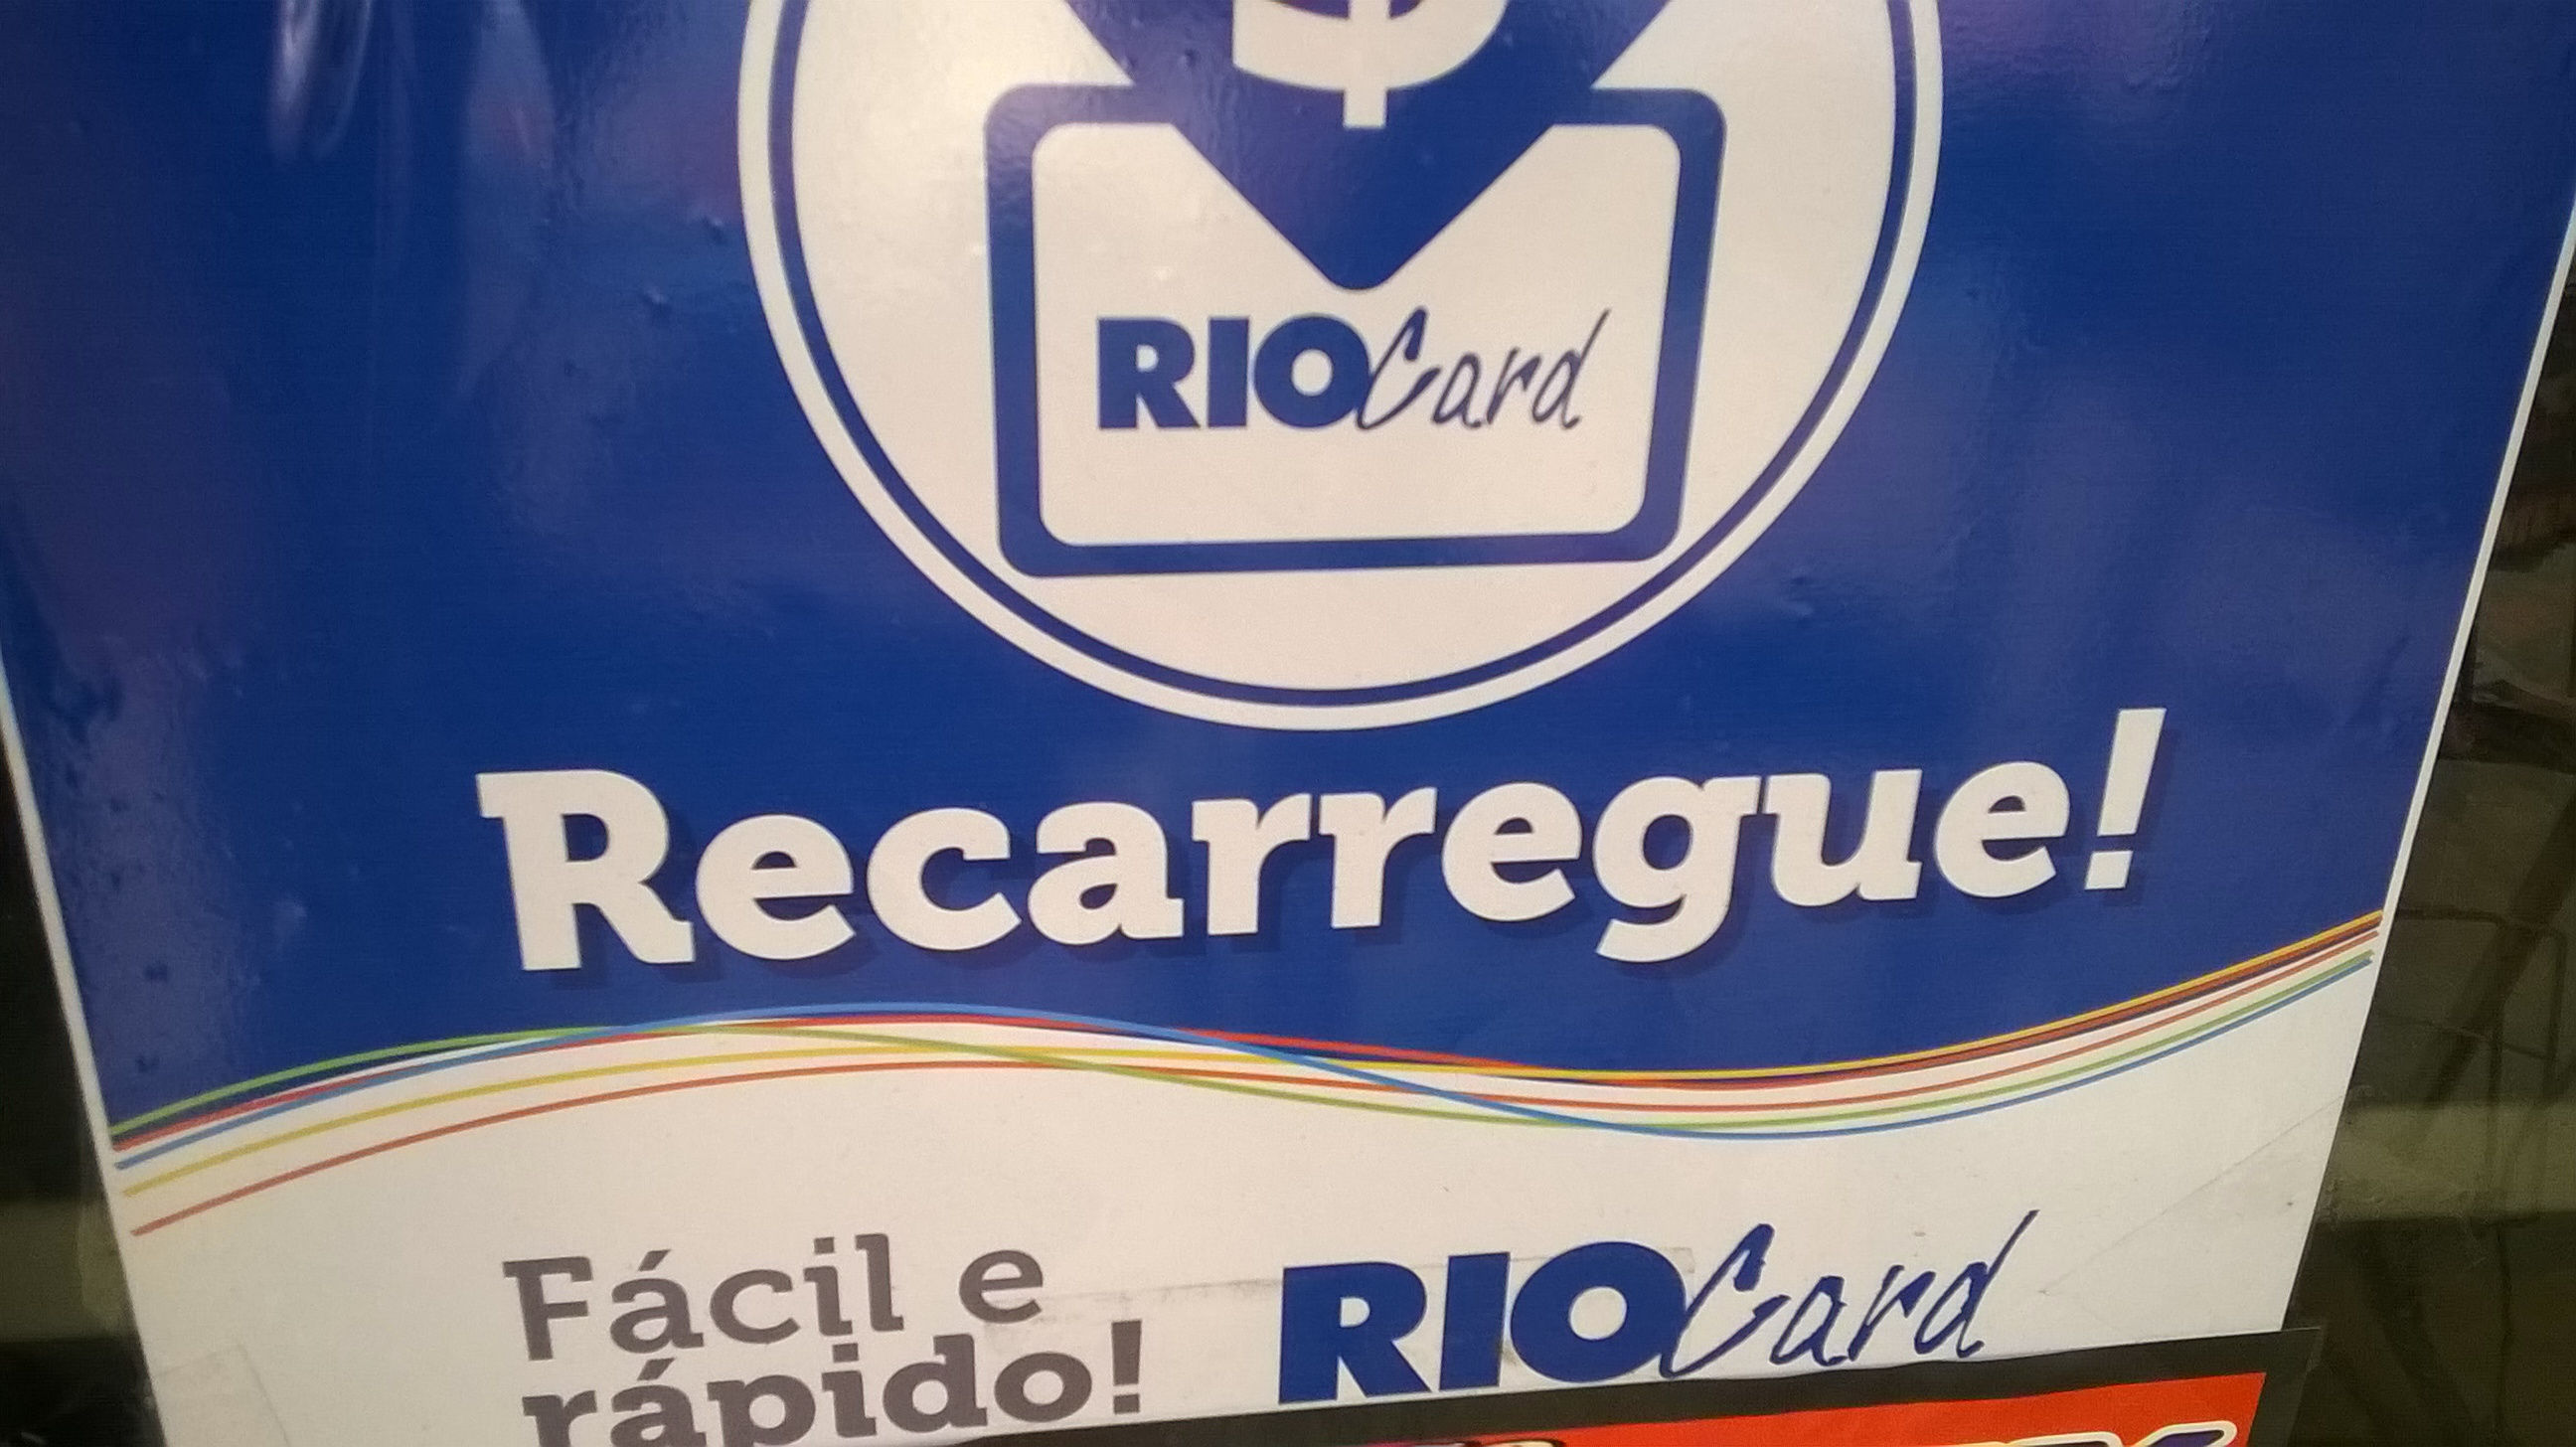 $
RIOCard
Recarregue!
Fácil e
rápido!
RIOCard